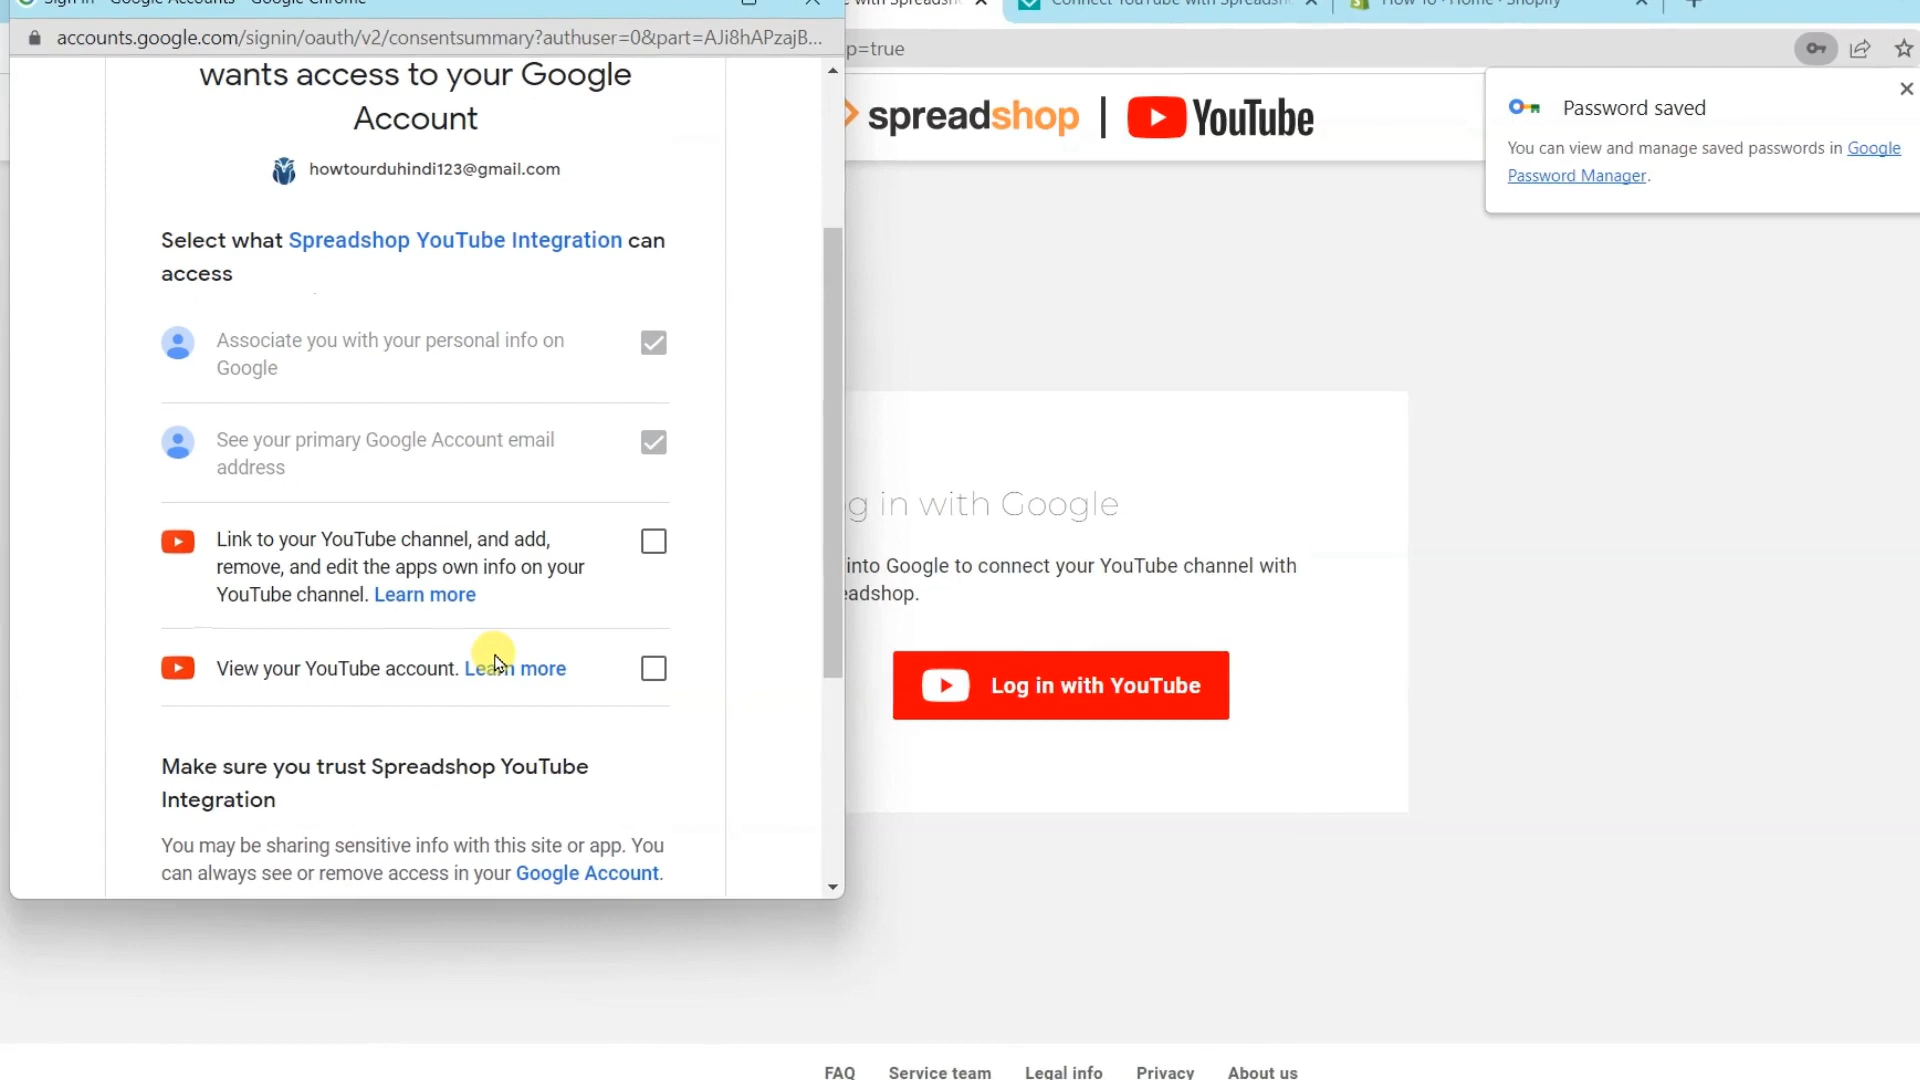 accounts.google.com/signin/oauth/v2/consentsummary?authuser=0&part=AJi8hAPzajB...
wants access to your Google
Account
howtourduhindi123@gmail.com
Select what Spreadshop YouTube Integration can
access
Associate you with your personal info on
Google
See your primary Google Account email
address
Link to your YouTube channel, and add,
remove, and edit the apps own info on your
YouTube channel. Learn more
View your YouTube account. Learn more
Make sure you trust Spreadshop YouTube
Integration
You may be sharing sensitive info with this site or app. You
can always see or remove access in your Google Account.
p=true
spreadshop | YouTube
Password saved
You can view and manage saved passwords in Google
Password Manager.
in with Google
into Google to connect your YouTube channel with
Log in with YouTube
FAQ Service team Legal info Privacy About us